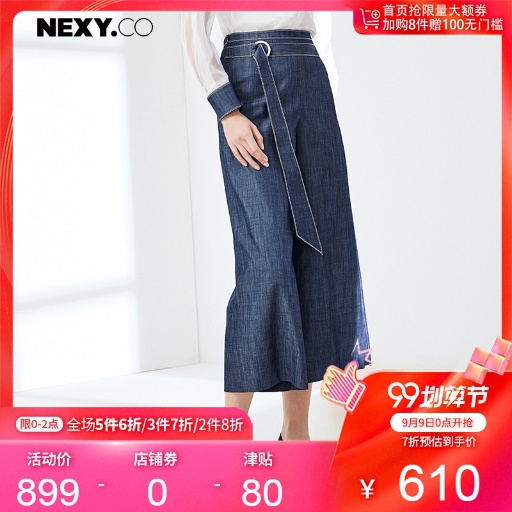 NEXY.CO
首页抢限量大额券
加购8件赠100无门槛
限0-2点 全场5件6折/3件7折/2件8折
活动价 店铺券 津贴
899 - 0 - 80
99划算节
9月9日0点开抢
7折预估到手价
¥ 610